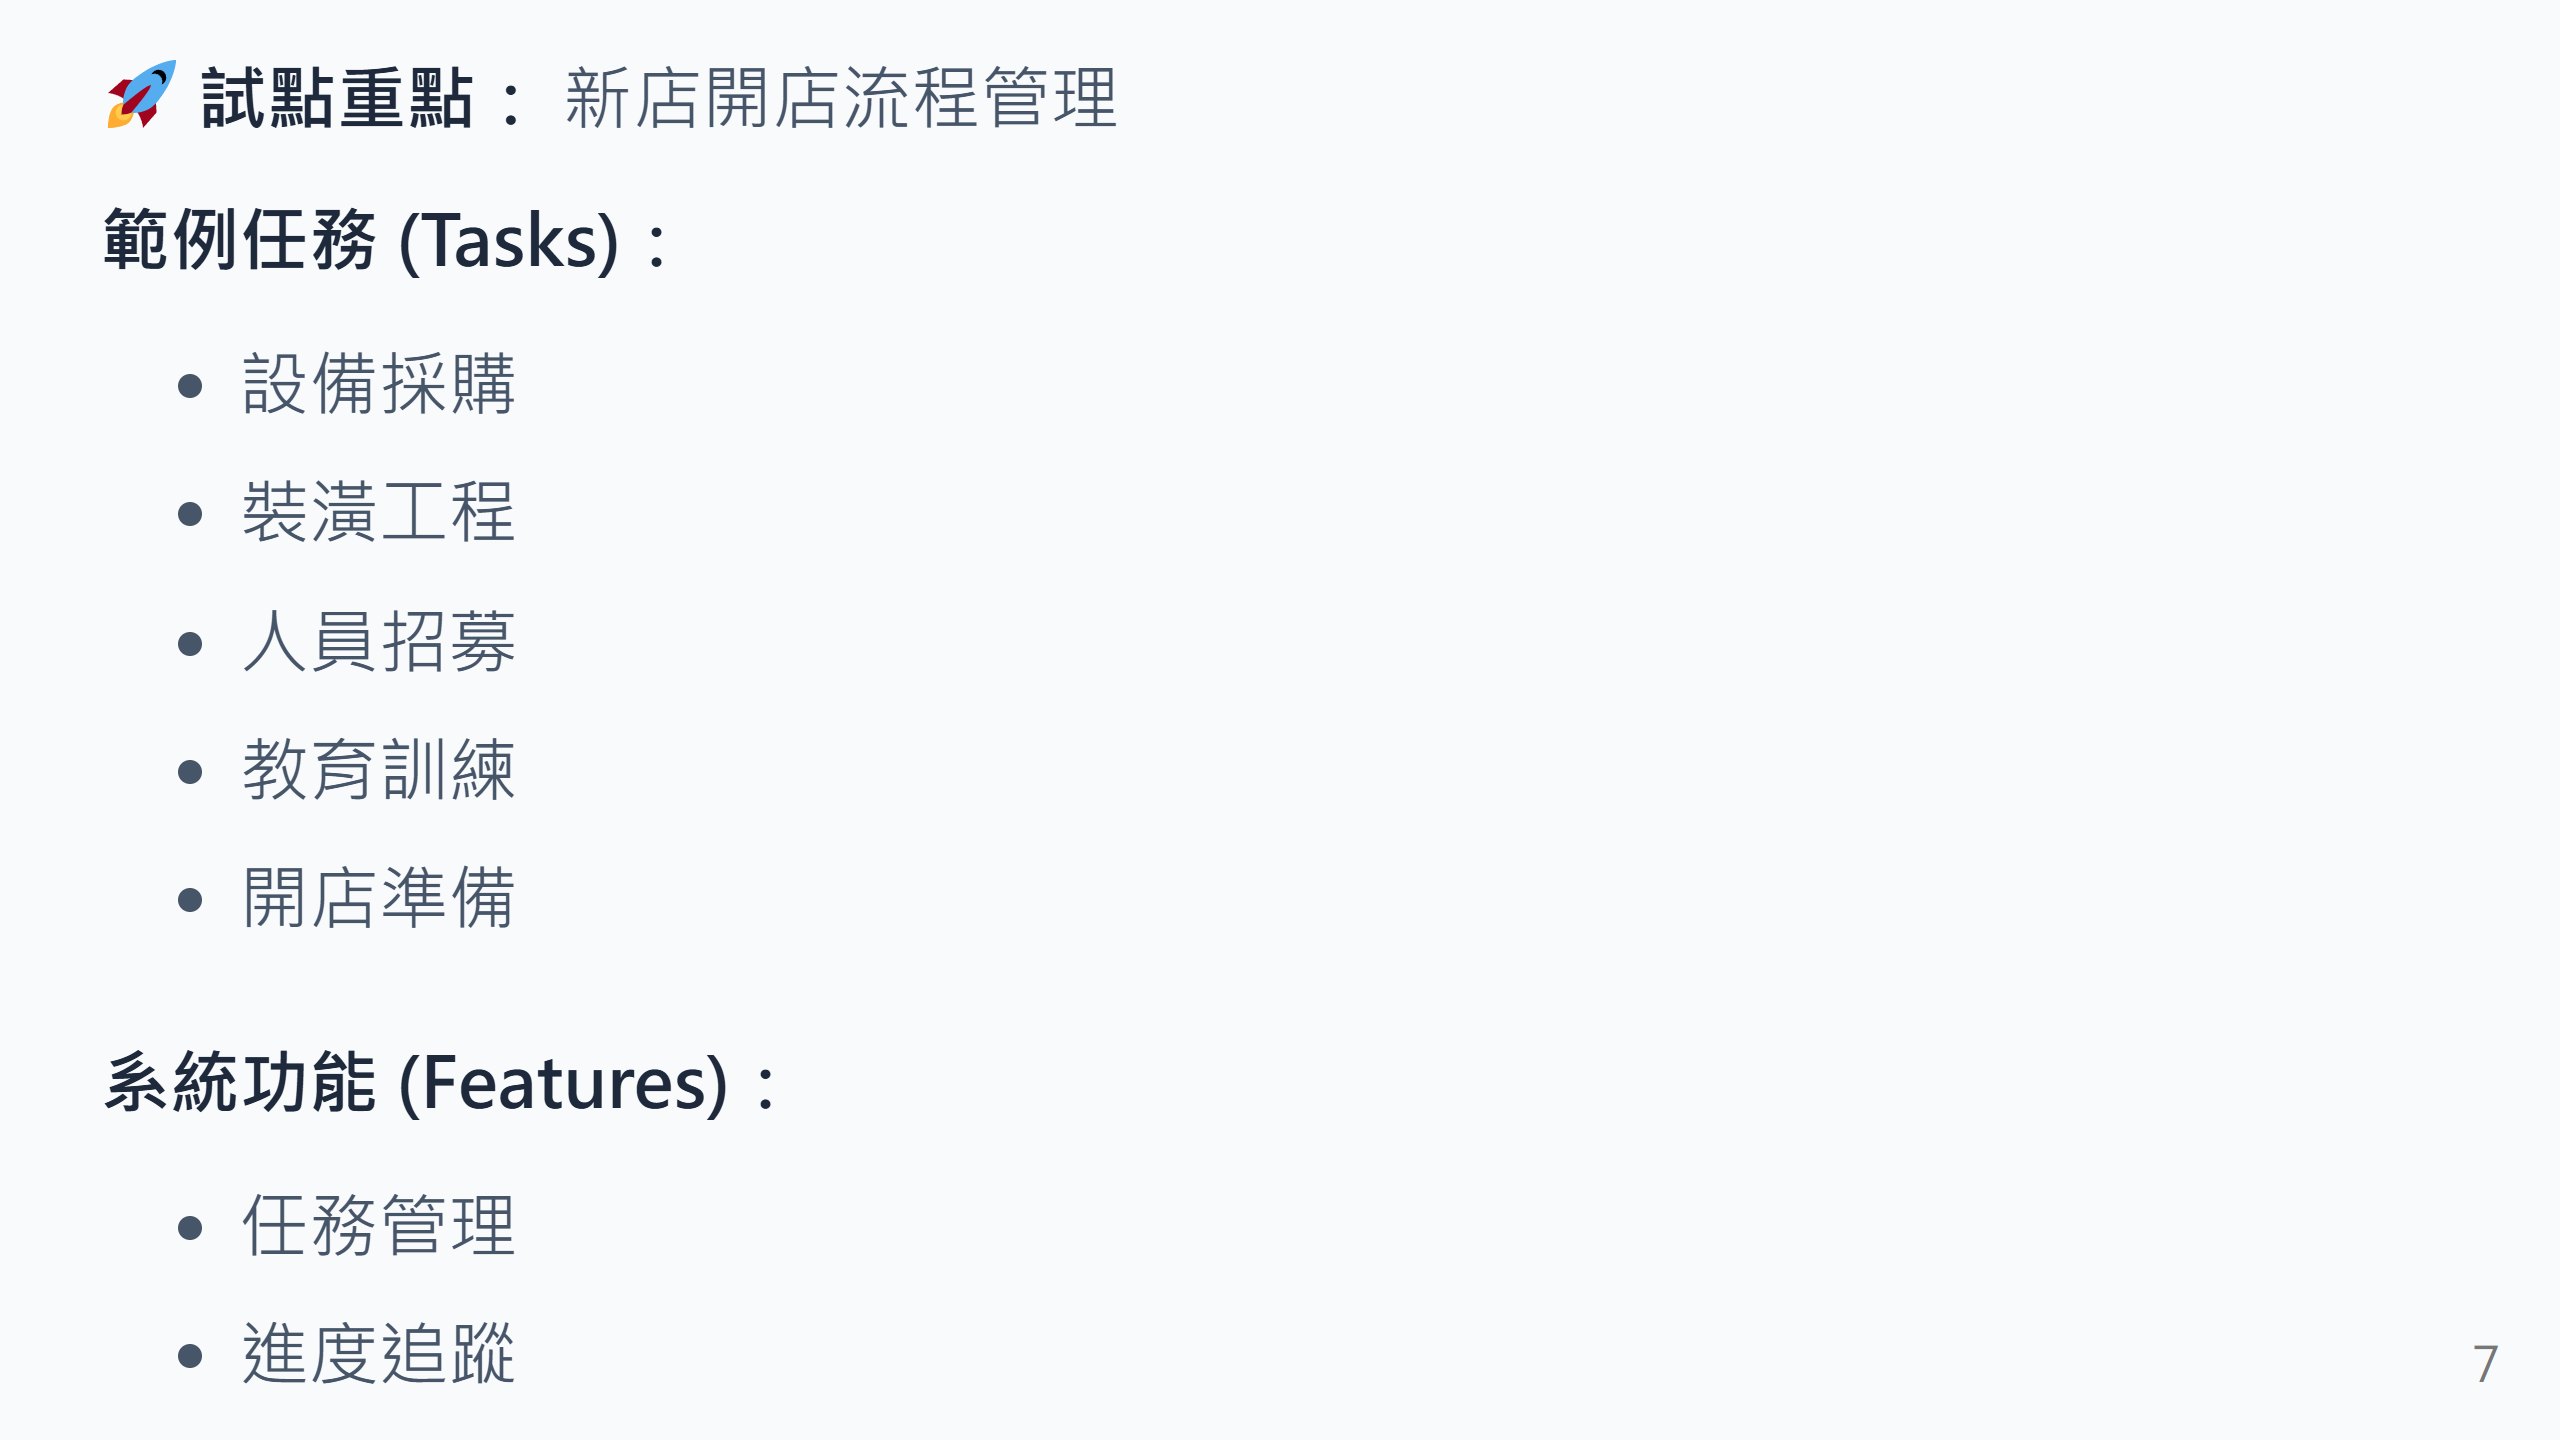 🚀 試點重點： 新店開店流程管理
範例任務 (Tasks)：
• 設備採購
• 裝潢工程
• 人員招募
• 教育訓練
• 開店準備
系統功能 (Features)：
• 任務管理
• 進度追蹤
7